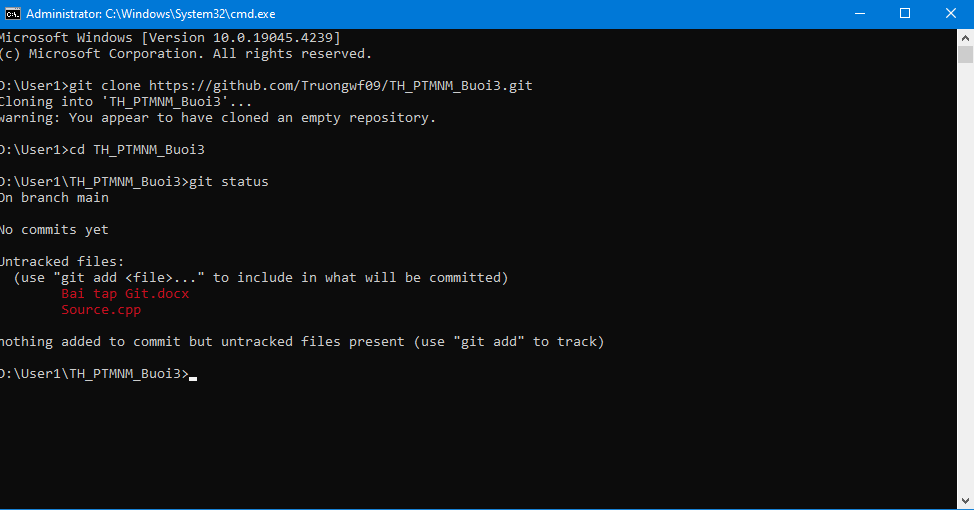 Administrator: C:\Windows\System32\cmd.exe
Microsoft Windows [Version 10.0.19045.4239]
(c) Microsoft Corporation. All rights reserved.
D:\User1>git clone https://github.com/Truongwf09/TH_PTMNM_Buoi3.git
Cloning into 'TH_PTMNM_Buoi3'...
warning: You appear to have cloned an empty repository.
D:\User1>cd TH_PTMNM_Buoi3
D:\User1\TH_PTMNM_Buoi3>git status
On branch main
No commits yet
Untracked files:
(use "git add <file>..." to include in what will be committed)
Bai tap Git.docx
Source.cpp
nothing added to commit but untracked files present (use "git add" to track)
D:\User1\TH_PTMNM_Buoi3>